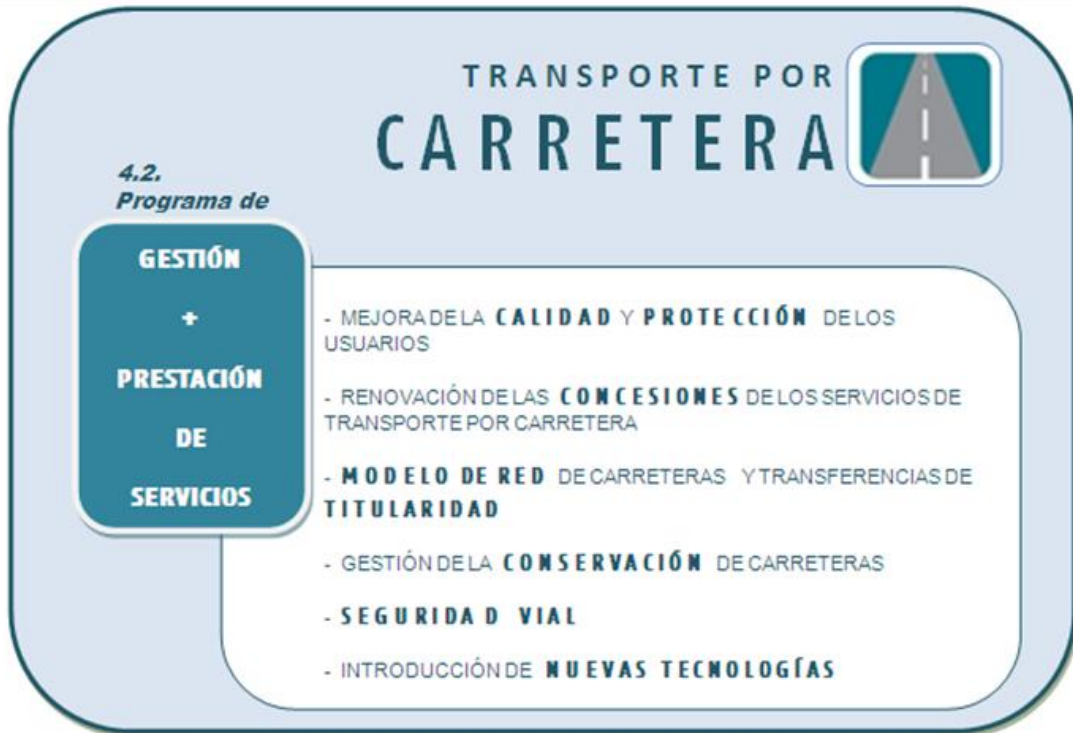 TRANSPORTE POR
CARRETERA
4.2.
Programa de
GESTIÓN
+
PRESTACIÓN
DE
SERVICIOS
- MEJORA DE LA CALIDAD Y PROTECCIÓN DE LOS
USUARIOS
- RENOVACIÓN DE LAS CONCESIONES DE LOS SERVICIOS DE
TRANSPORTE POR CARRETERA
- MODELO DE RED DE CARRETERAS Y TRANSFERENCIAS DE
TITULARIDAD
- GESTIÓN DE LA CONSERVACIÓN DE CARRETERAS
- SEGURIDAD VIAL
- INTRODUCCIÓN DE NUEVAS TECNOLOGÍAS